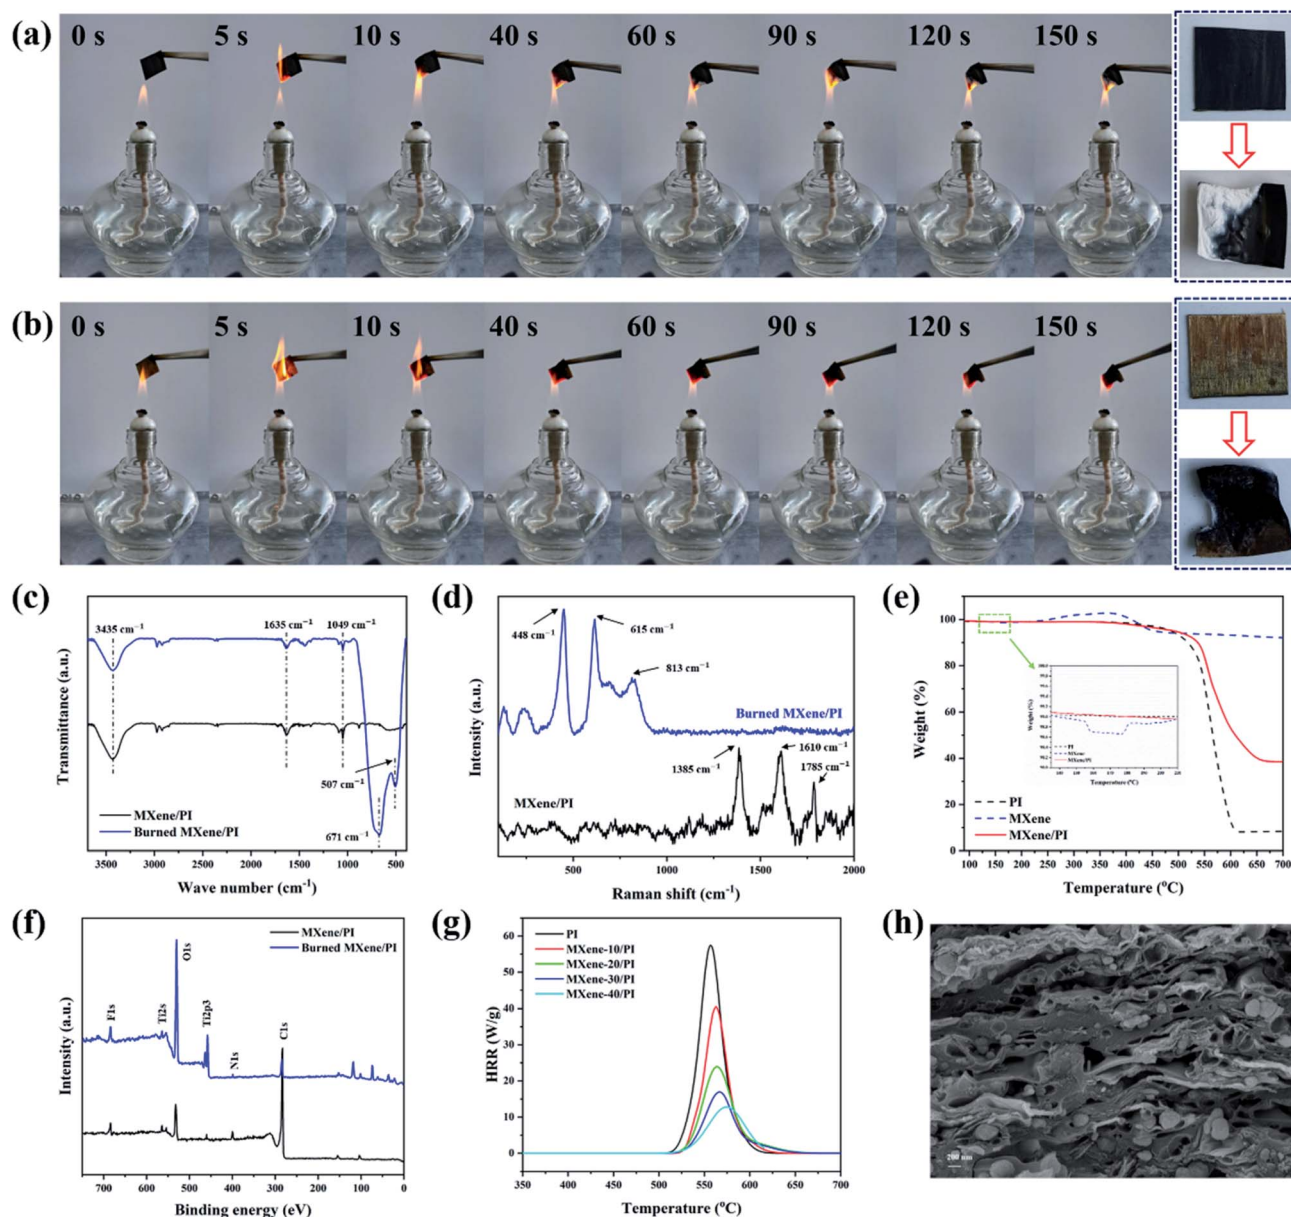 (a)
0 s 5 s 10 s 40 s 60 s 90 s 120 s 150 s
(b)
0 s 5 s 10 s 40 s 60 s 90 s 120 s 150 s
(c)
3435 cm⁻¹
1635 cm⁻¹
1049 cm⁻¹
507 cm⁻¹
671 cm⁻¹
MXene/PI
Burned MXene/PI
Transmittance (a.u.)
3500 3000 2500 2000 1500 1000 500
Wave number (cm⁻¹)
(d)
448 cm⁻¹
615 cm⁻¹
813 cm⁻¹
Burned MXene/PI
1385 cm⁻¹
1610 cm⁻¹
1785 cm⁻¹
MXene/PI
Intensity (a.u.)
500 1000 1500 2000
Raman shift (cm⁻¹)
(e)
100
80
60
40
20
0
Weight (%)
Weight (%)
PI
MXene
MXene/PI
Temperature (°C)
PI
MXene
MXene/PI
100 150 200 250 300 350 400 450 500 550 600 650 700
Temperature (°C)
(f)
MXene/PI
Burned MXene/PI
F1s
Ti2s
O1s
Ti2p3
N1s
C1s
Intensity (a.u.)
700 600 500 400 300 200 100 0
Binding energy (eV)
(g)
60
50
40
30
20
10
0
HRR (W/g)
PI
MXene-10/PI
MXene-20/PI
MXene-30/PI
MXene-40/PI
350 400 450 500 550 600 650 700
Temperature (°C)
(h)
200 nm